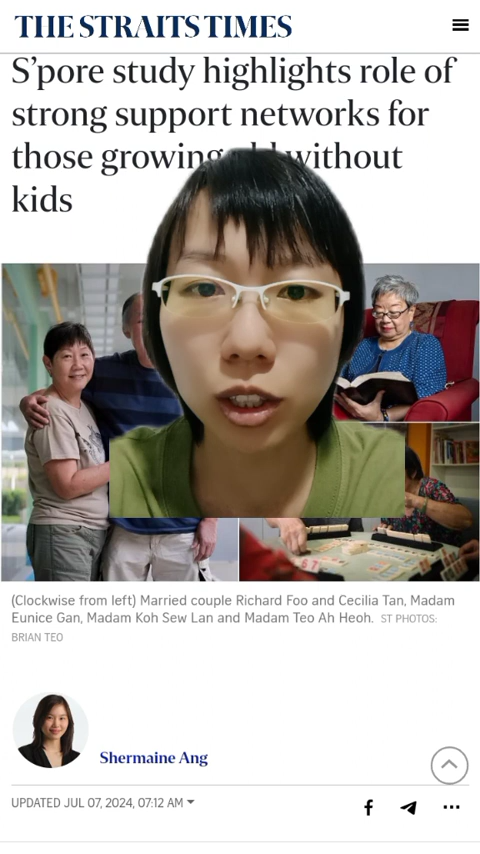 THE STRAITS TIMES
S'pore study highlights role of
strong support networks for
those growing old without
kids
(Clockwise from left) Married couple Richard Foo and Cecilia Tan, Madam
Eunice Gan, Madam Koh Sew Lan and Madam Teo Ah Heoh. ST PHOTOS:
BRIAN TEO
Shermaine Ang
UPDATED JUL 07, 2024, 07:12 AM